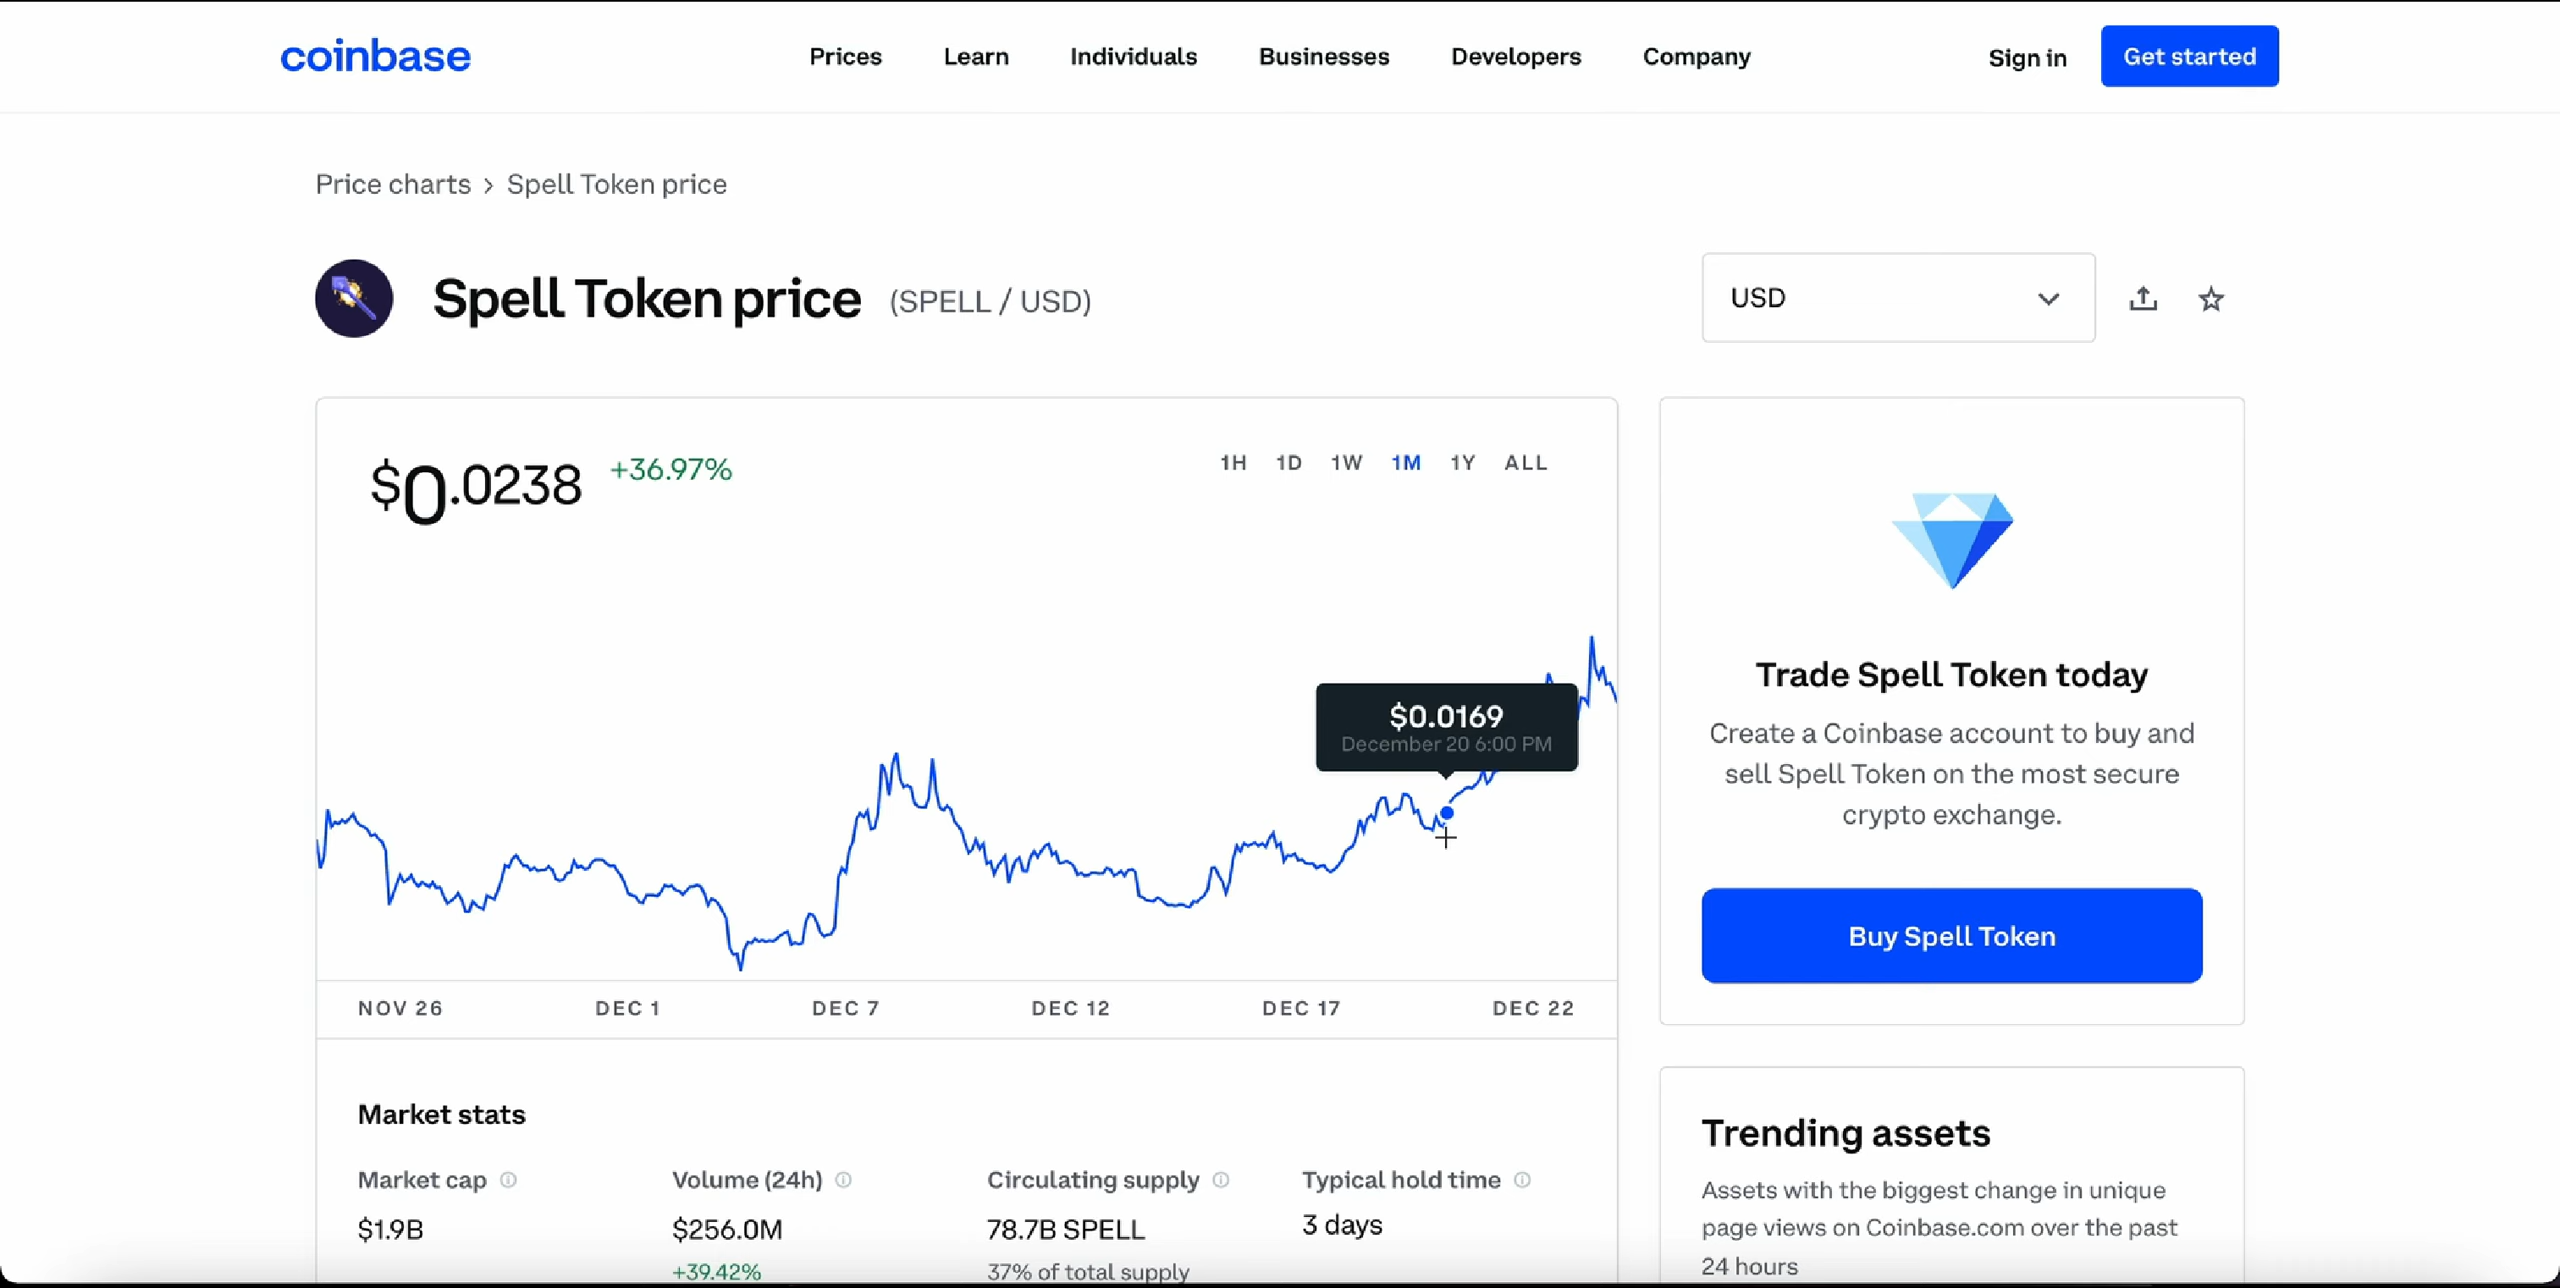 coinbase
Prices Learn Individuals Businesses Developers Company
Sign in Get started
Price charts > Spell Token price
Spell Token price (SPELL / USD)
USD
$0.0238 +36.97%
1H 1D 1W 1M 1Y ALL
$0.0169
December 20 6:00 PM
NOV 26 DEC 1 DEC 7 DEC 12 DEC 17 DEC 22
Market stats
Market cap Volume (24h) Circulating supply Typical hold time
$1.9B $256.0M 78.7B SPELL 3 days
+39.42% 37% of total supply
Trade Spell Token today
Create a Coinbase account to buy and
sell Spell Token on the most secure
crypto exchange.
Buy Spell Token
Trending assets
Assets with the biggest change in unique
page views on Coinbase.com over the past
24 hours